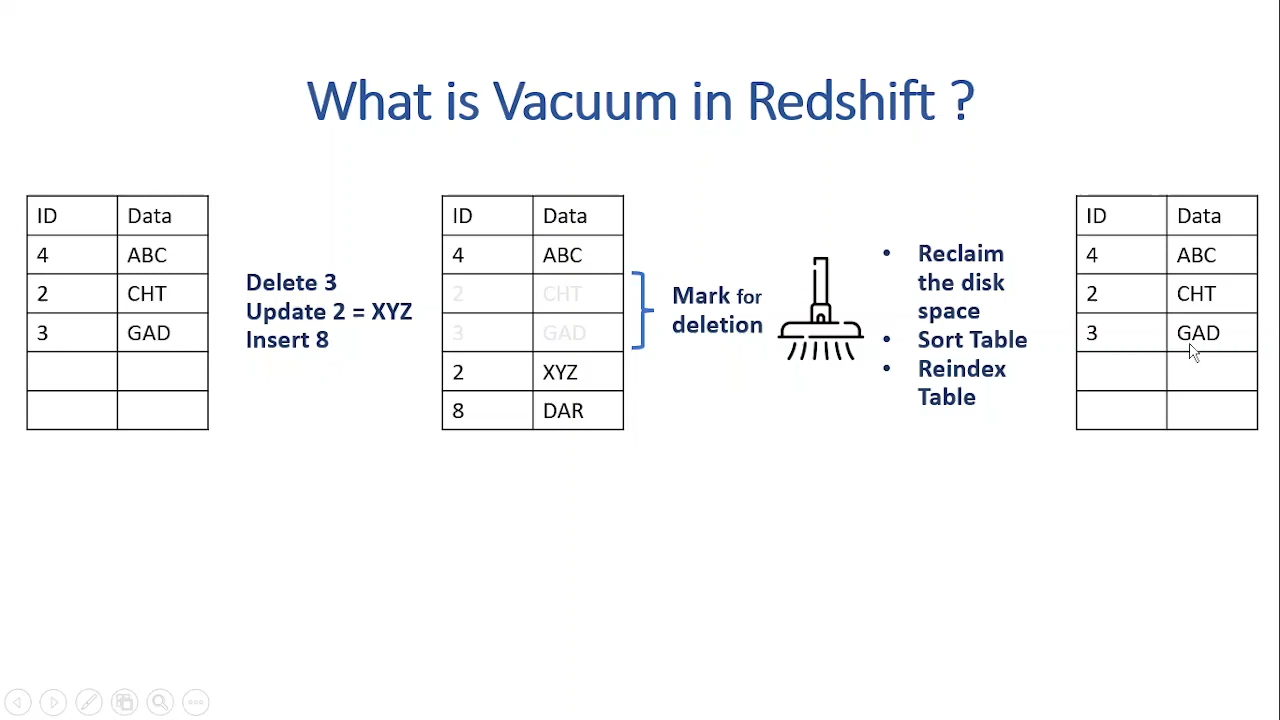 What is Vacuum in Redshift ?
ID Data
4 ABC
2 CHT
3 GAD
Delete 3
Update 2 = XYZ
Insert 8
ID Data
4 ABC
2 CHT
3 GAD
2 XYZ
8 DAR
Mark for
deletion
• Reclaim
the disk
space
• Sort Table
• Reindex
Table
ID Data
4 ABC
2 CHT
3 GAD